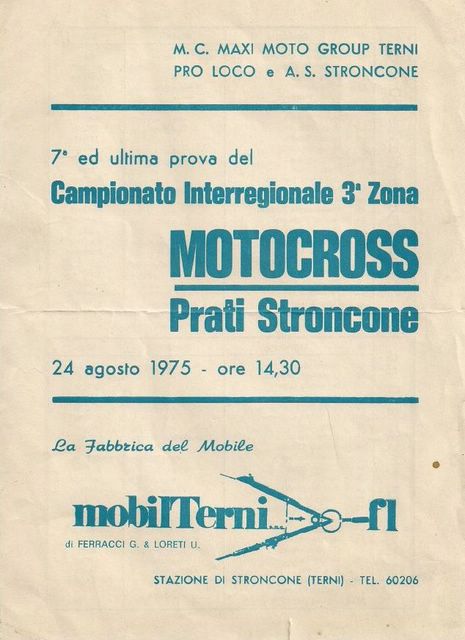 M. C. MAXI MOTO GROUP TERNI
PRO LOCO e A. S. STRONCONE
7ª ed ultima prova del
Campionato Interregionale 3ª Zona
MOTOCROSS
Prati Stroncone
24 agosto 1975 - ore 14,30
La Fabbrica del Mobile
mobilTerni s.n.c. fl
di FERRACCI G. & LORETI U.
STAZIONE DI STRONCONE (TERNI) - TEL. 60206